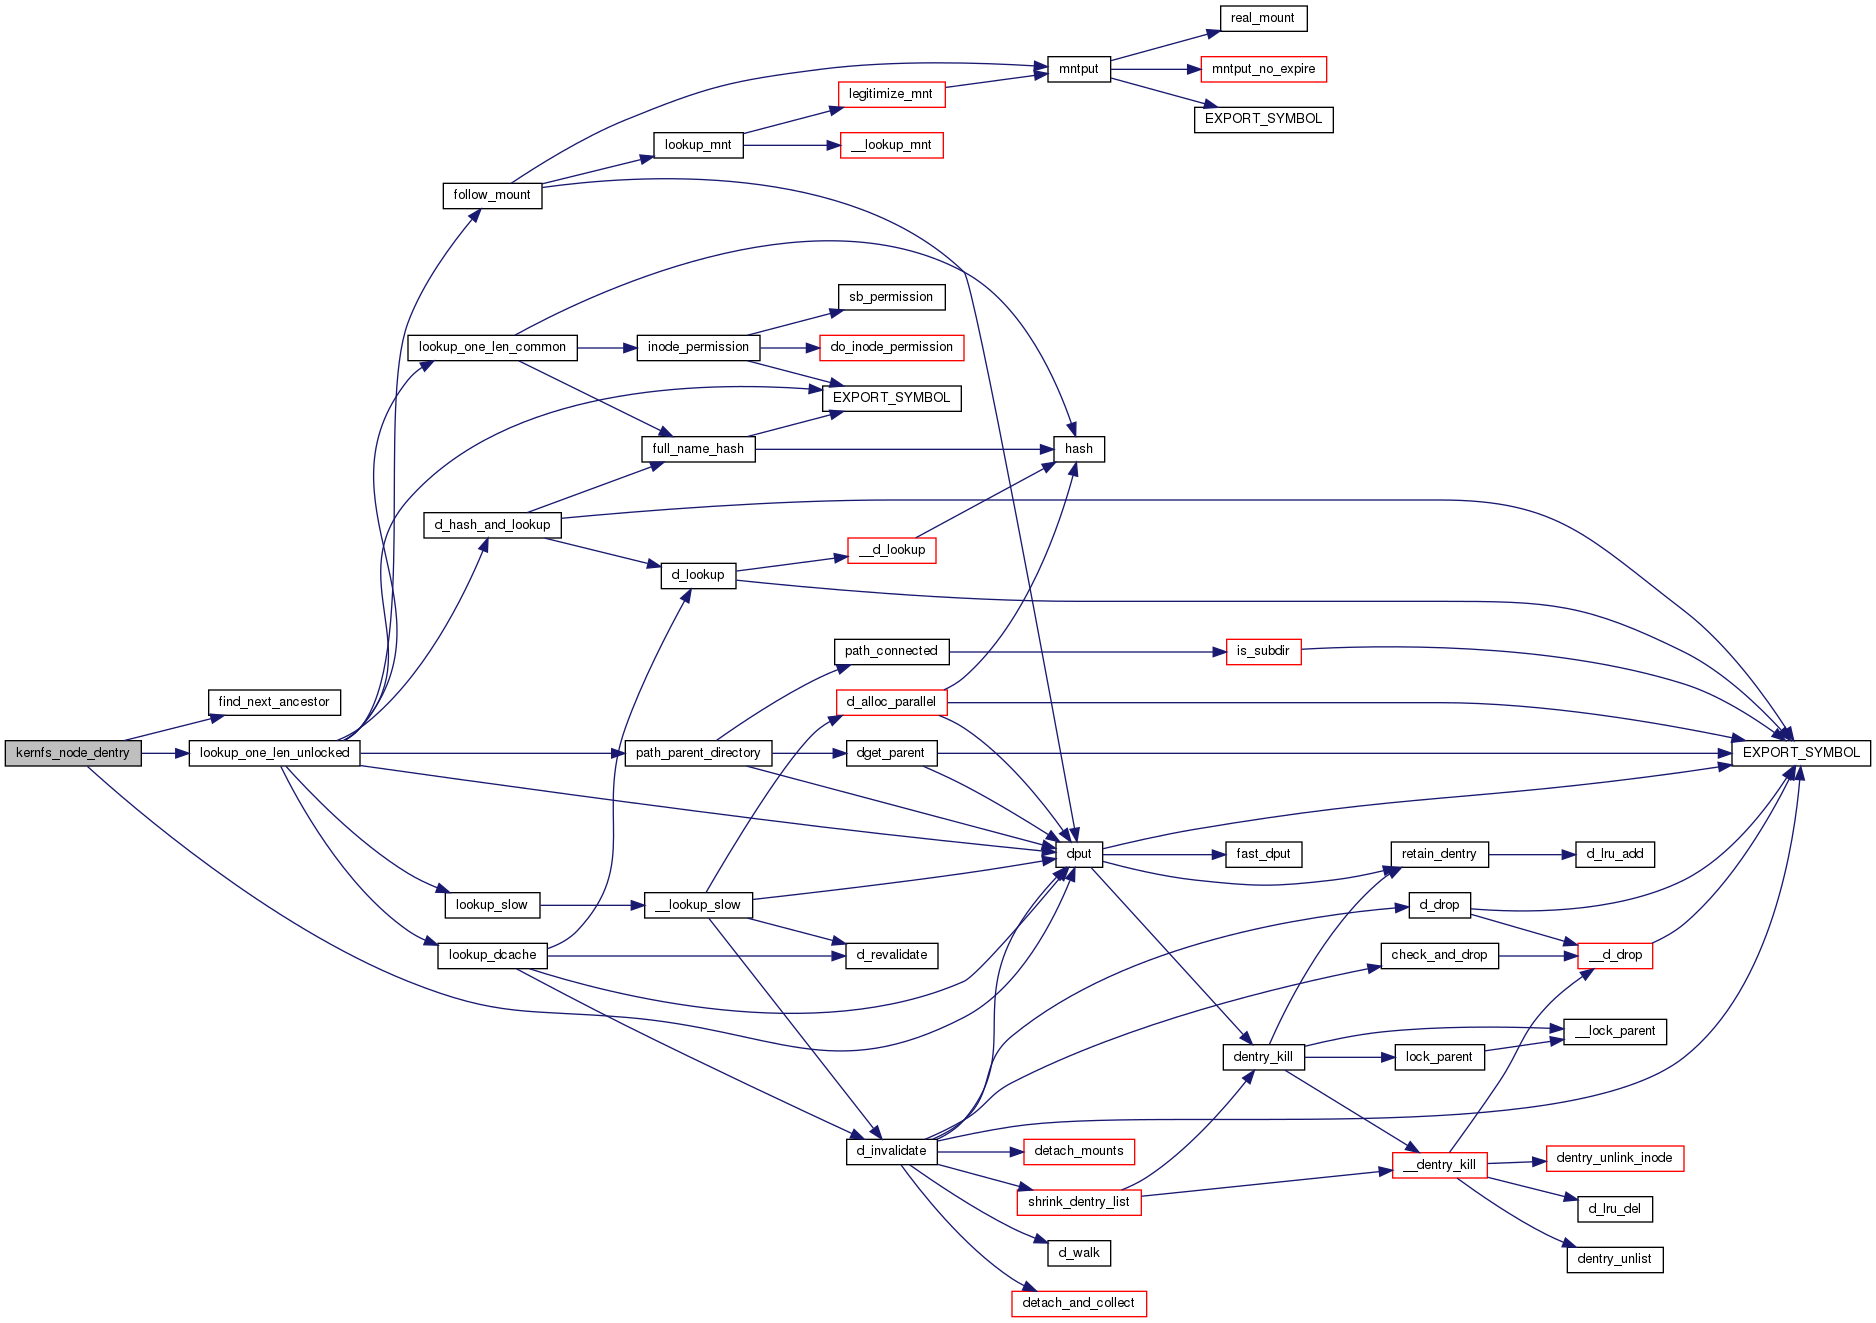 real_mount
mntput
mntput_no_expire
legitimize_mnt
EXPORT_SYMBOL
lookup_mnt
__lookup_mnt
follow_mount
sb_permission
lookup_one_len_common
inode_permission
do_inode_permission
EXPORT_SYMBOL
full_name_hash
hash
d_hash_and_lookup
__d_lookup
d_lookup
path_connected
is_subdir
find_next_ancestor
d_alloc_parallel
kernfs_node_dentry
lookup_one_len_unlocked
path_parent_directory
dget_parent
EXPORT_SYMBOL
dput
fast_dput
retain_dentry
d_lru_add
lookup_slow
__lookup_slow
d_drop
lookup_dcache
d_revalidate
check_and_drop
__d_drop
__lock_parent
dentry_kill
lock_parent
d_invalidate
detach_mounts
__dentry_kill
dentry_unlink_inode
shrink_dentry_list
d_lru_del
d_walk
dentry_unlist
detach_and_collect